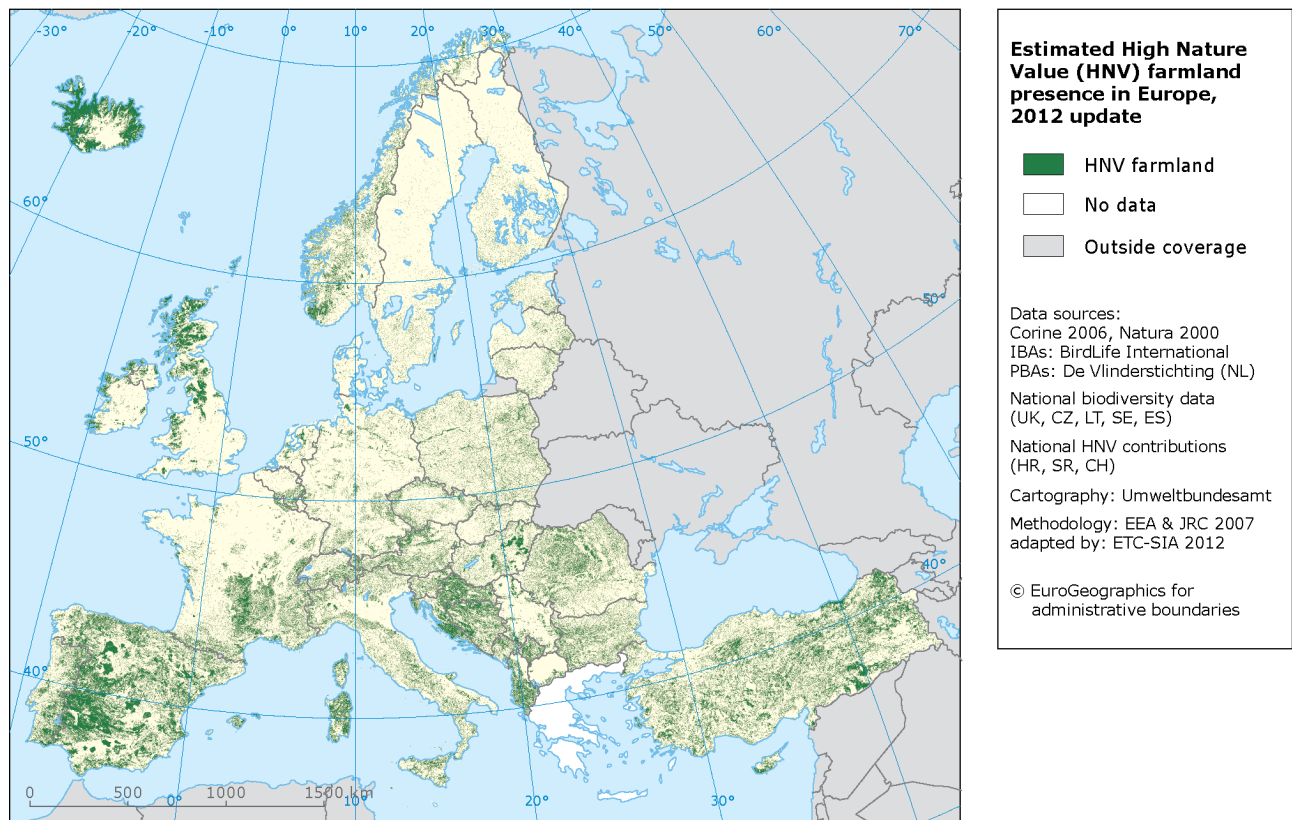 -30°
-20°
-10°
0°
10°
20°
30°
40°
50°
60°
70°
60°
50°
50°
40°
40°
0
500
1000
1500 km
0°
10°
20°
30°
Estimated High Nature
Value (HNV) farmland
presence in Europe,
2012 update
HNV farmland
No data
Outside coverage
Data sources:
Corine 2006, Natura 2000
IBAs: BirdLife International
PBAs: De Vlinderstichting (NL)
National biodiversity data
(UK, CZ, LT, SE, ES)
National HNV contributions
(HR, SR, CH)
Cartography: Umweltbundesamt
Methodology: EEA & JRC 2007
adapted by: ETC-SIA 2012
© EuroGeographics for
administrative boundaries